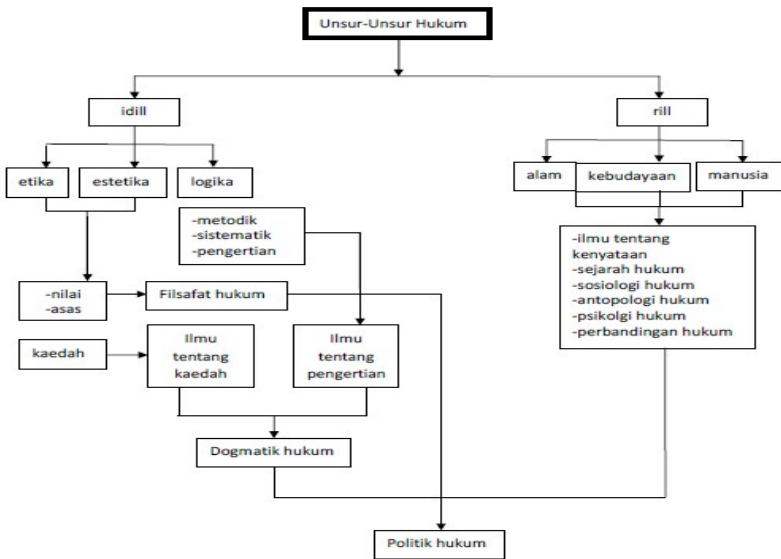 Unsur-Unsur Hukum
idill
rill
etika
estetika
logika
alam
kebudayaan
manusia
-metodik
-sistematik
-pengertian
-ilmu tentang
kenyataan
-sejarah hukum
-sosiologi hukum
-antopologi hukum
-psikolgi hukum
-perbandingan hukum
-nilai
-asas
Filsafat hukum
kaedah
Ilmu
tentang
kaedah
Ilmu
tentang
pengertian
Dogmatik hukum
Politik hukum